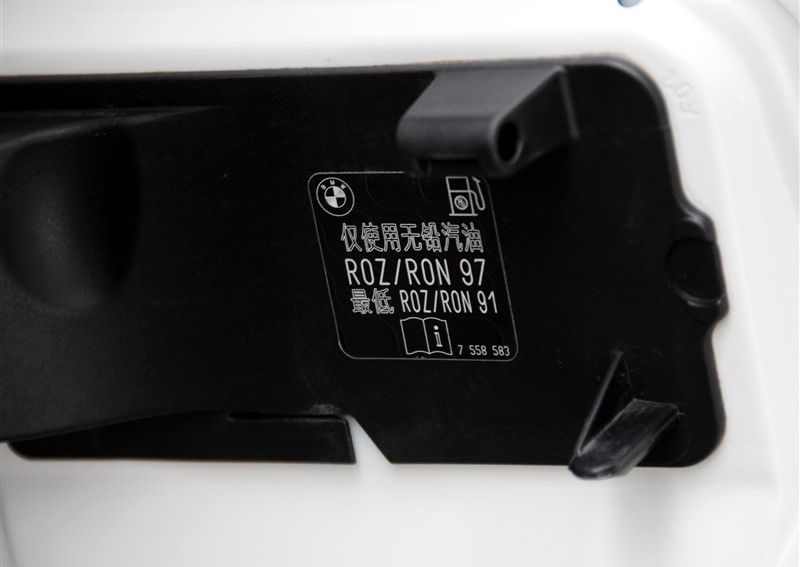 BMW
仅使用无铅汽油
ROZ/RON 97
最低 ROZ/RON 91
i
7 558 583